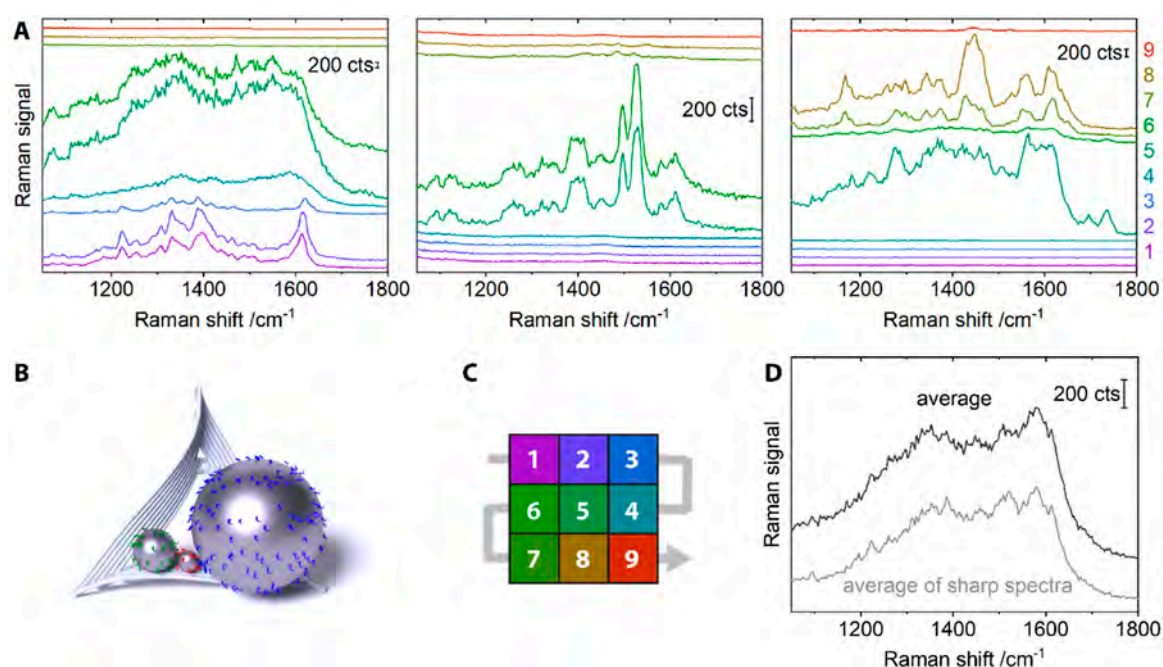 A
200 cts
200 cts
200 cts
9
8
7
6
5
4
3
2
1
Raman signal
1200 1400 1600 1800
1200 1400 1600 1800
1200 1400 1600 1800
Raman shift /cm⁻¹
Raman shift /cm⁻¹
Raman shift /cm⁻¹
B
C
1 2 3
6 5 4
7 8 9
D
average
200 cts
Raman signal
average of sharp spectra
1200 1400 1600 1800
Raman shift /cm⁻¹